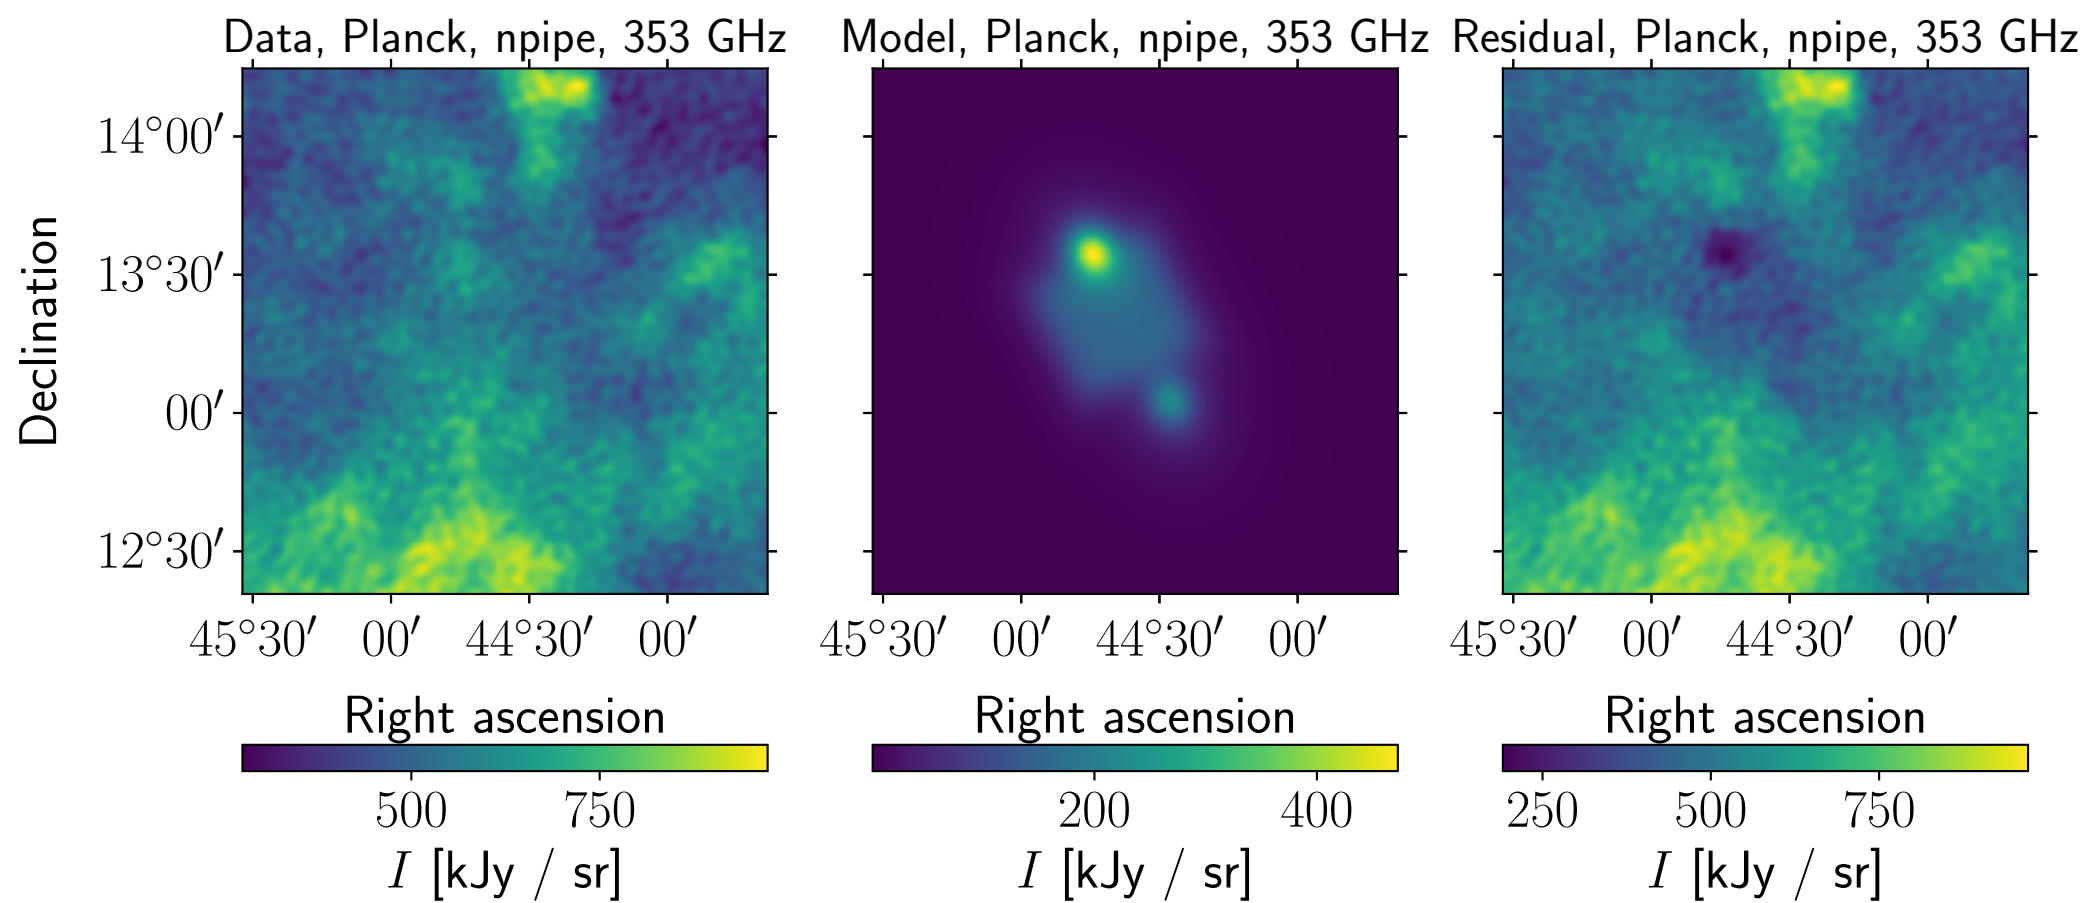 Data, Planck, npipe, 353 GHz
Model, Planck, npipe, 353 GHz
Residual, Planck, npipe, 353 GHz
Declination
14°00′
13°30′
00′
12°30′
45°30′ 00′ 44°30′ 00′
45°30′ 00′ 44°30′ 00′
45°30′ 00′ 44°30′ 00′
Right ascension
Right ascension
Right ascension
500 750
200 400
250 500 750
I [kJy / sr]
I [kJy / sr]
I [kJy / sr]